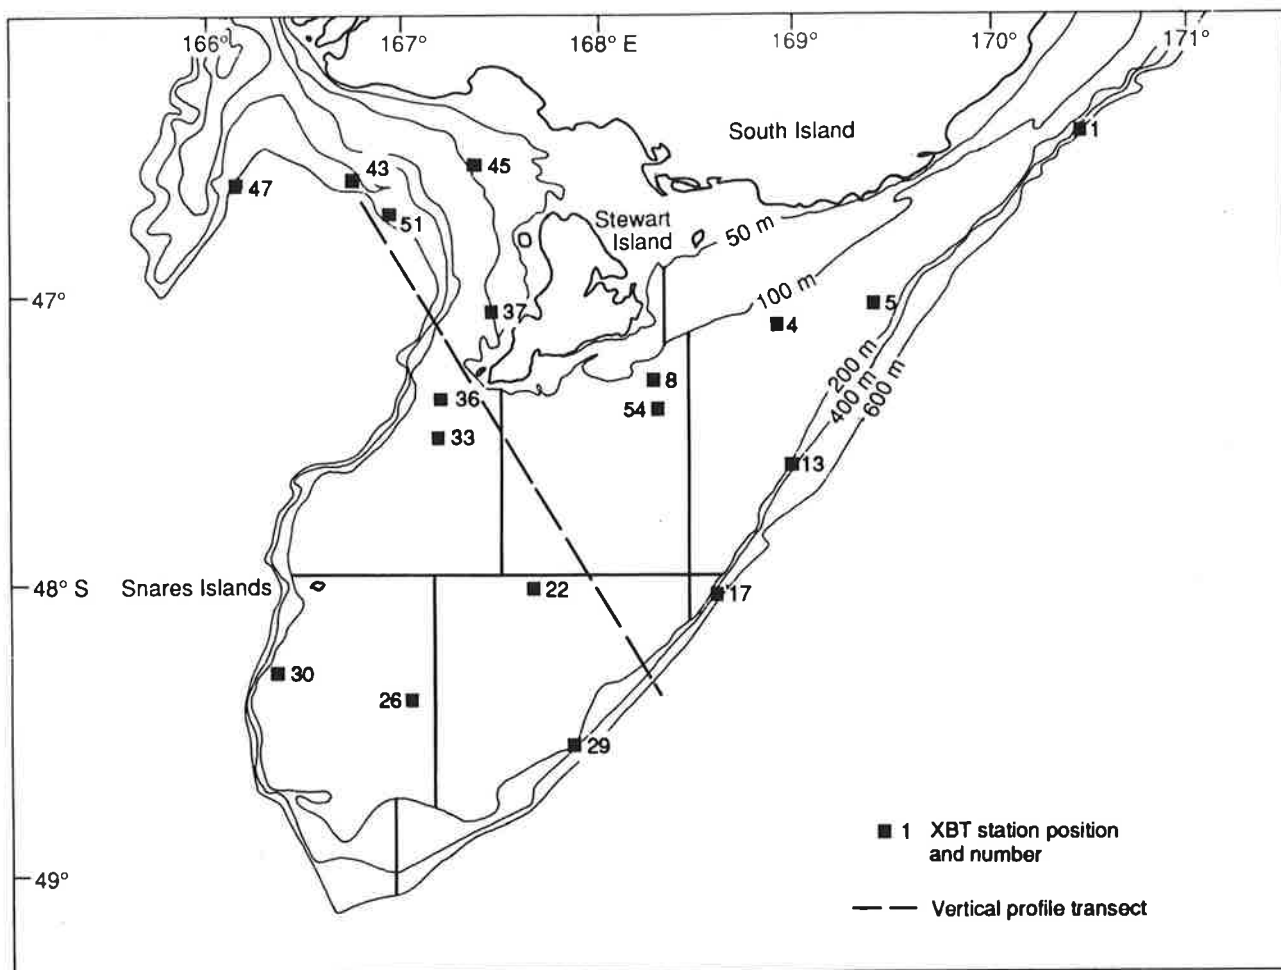 166°
167°
168° E
169°
170°
171°
South Island
1
43
45
47
51
Stewart
Island
50 m
47°
37
100 m
5
4
200 m
400 m
600 m
8
36
54
33
13
48° S
Snares Islands
22
17
30
26
29
1 XBT station position
and number
49°
Vertical profile transect